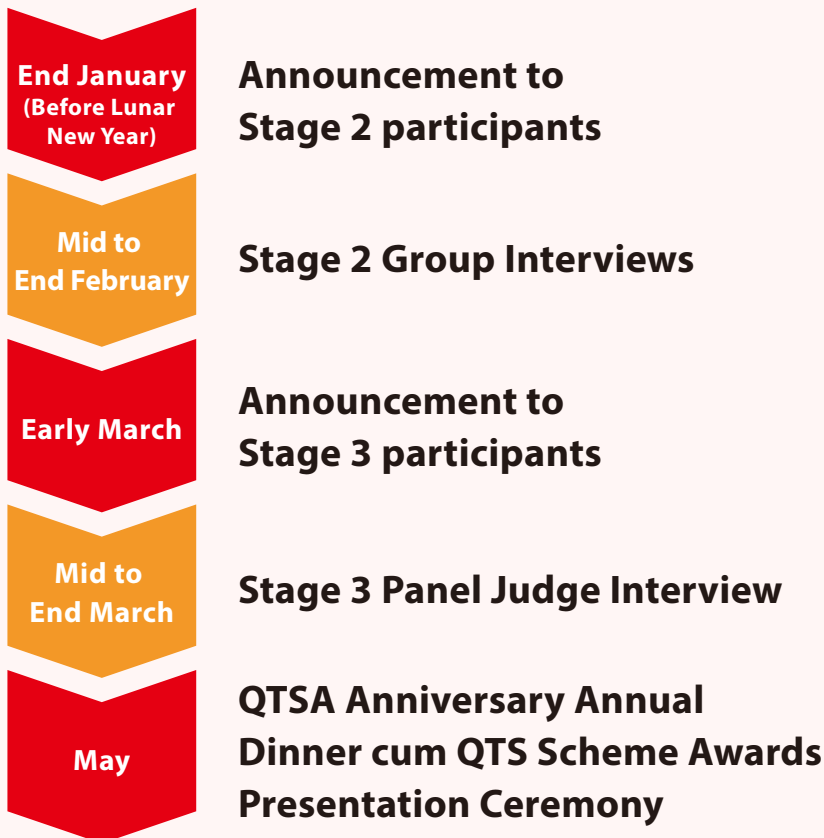 End January
(Before Lunar
New Year)
Announcement to
Stage 2 participants
Mid to
End February
Stage 2 Group Interviews
Early March
Announcement to
Stage 3 participants
Mid to
End March
Stage 3 Panel Judge Interview
May
QTSA Anniversary Annual
Dinner cum QTS Scheme Awards
Presentation Ceremony